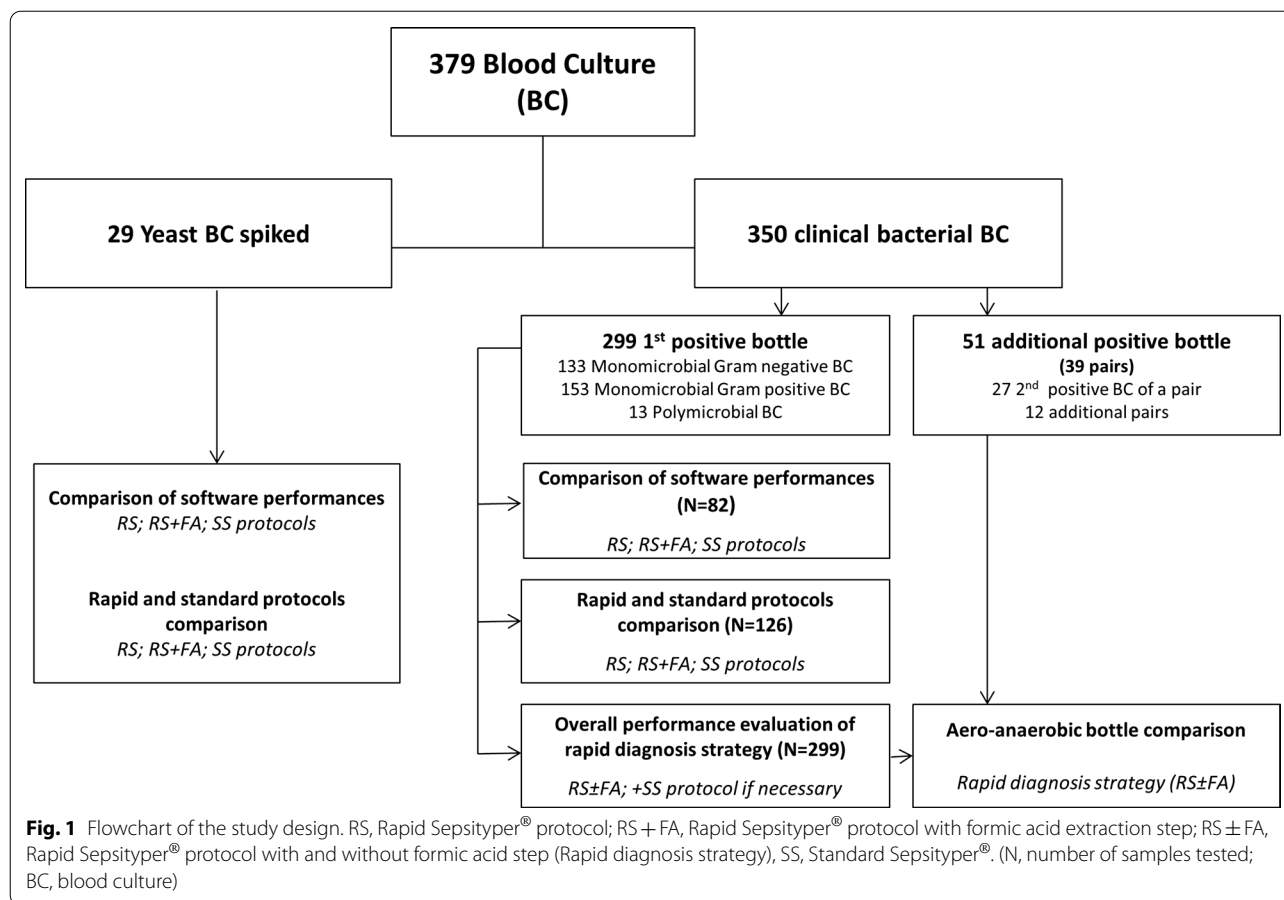 379 Blood Culture
(BC)
29 Yeast BC spiked
350 clinical bacterial BC
299 1st positive bottle
133 Monomicrobial Gram negative BC
153 Monomicrobial Gram positive BC
13 Polymicrobial BC
51 additional positive bottle
(39 pairs)
27 2nd positive BC of a pair
12 additional pairs
Comparison of software performances
RS; RS+FA; SS protocols
Rapid and standard protocols
comparison
RS; RS+FA; SS protocols
Comparison of software performances
(N=82)
RS; RS+FA; SS protocols
Rapid and standard protocols
comparison (N=126)
RS; RS+FA; SS protocols
Overall performance evaluation of
rapid diagnosis strategy (N=299)
RS±FA; +SS protocol if necessary
Aero-anaerobic bottle comparison
Rapid diagnosis strategy (RS±FA)
Fig. 1 Flowchart of the study design. RS, Rapid Sepsityper® protocol; RS + FA, Rapid Sepsityper® protocol with formic acid extraction step; RS ± FA,
Rapid Sepsityper® protocol with and without formic acid step (Rapid diagnosis strategy), SS, Standard Sepsityper®. (N, number of samples tested;
BC, blood culture)